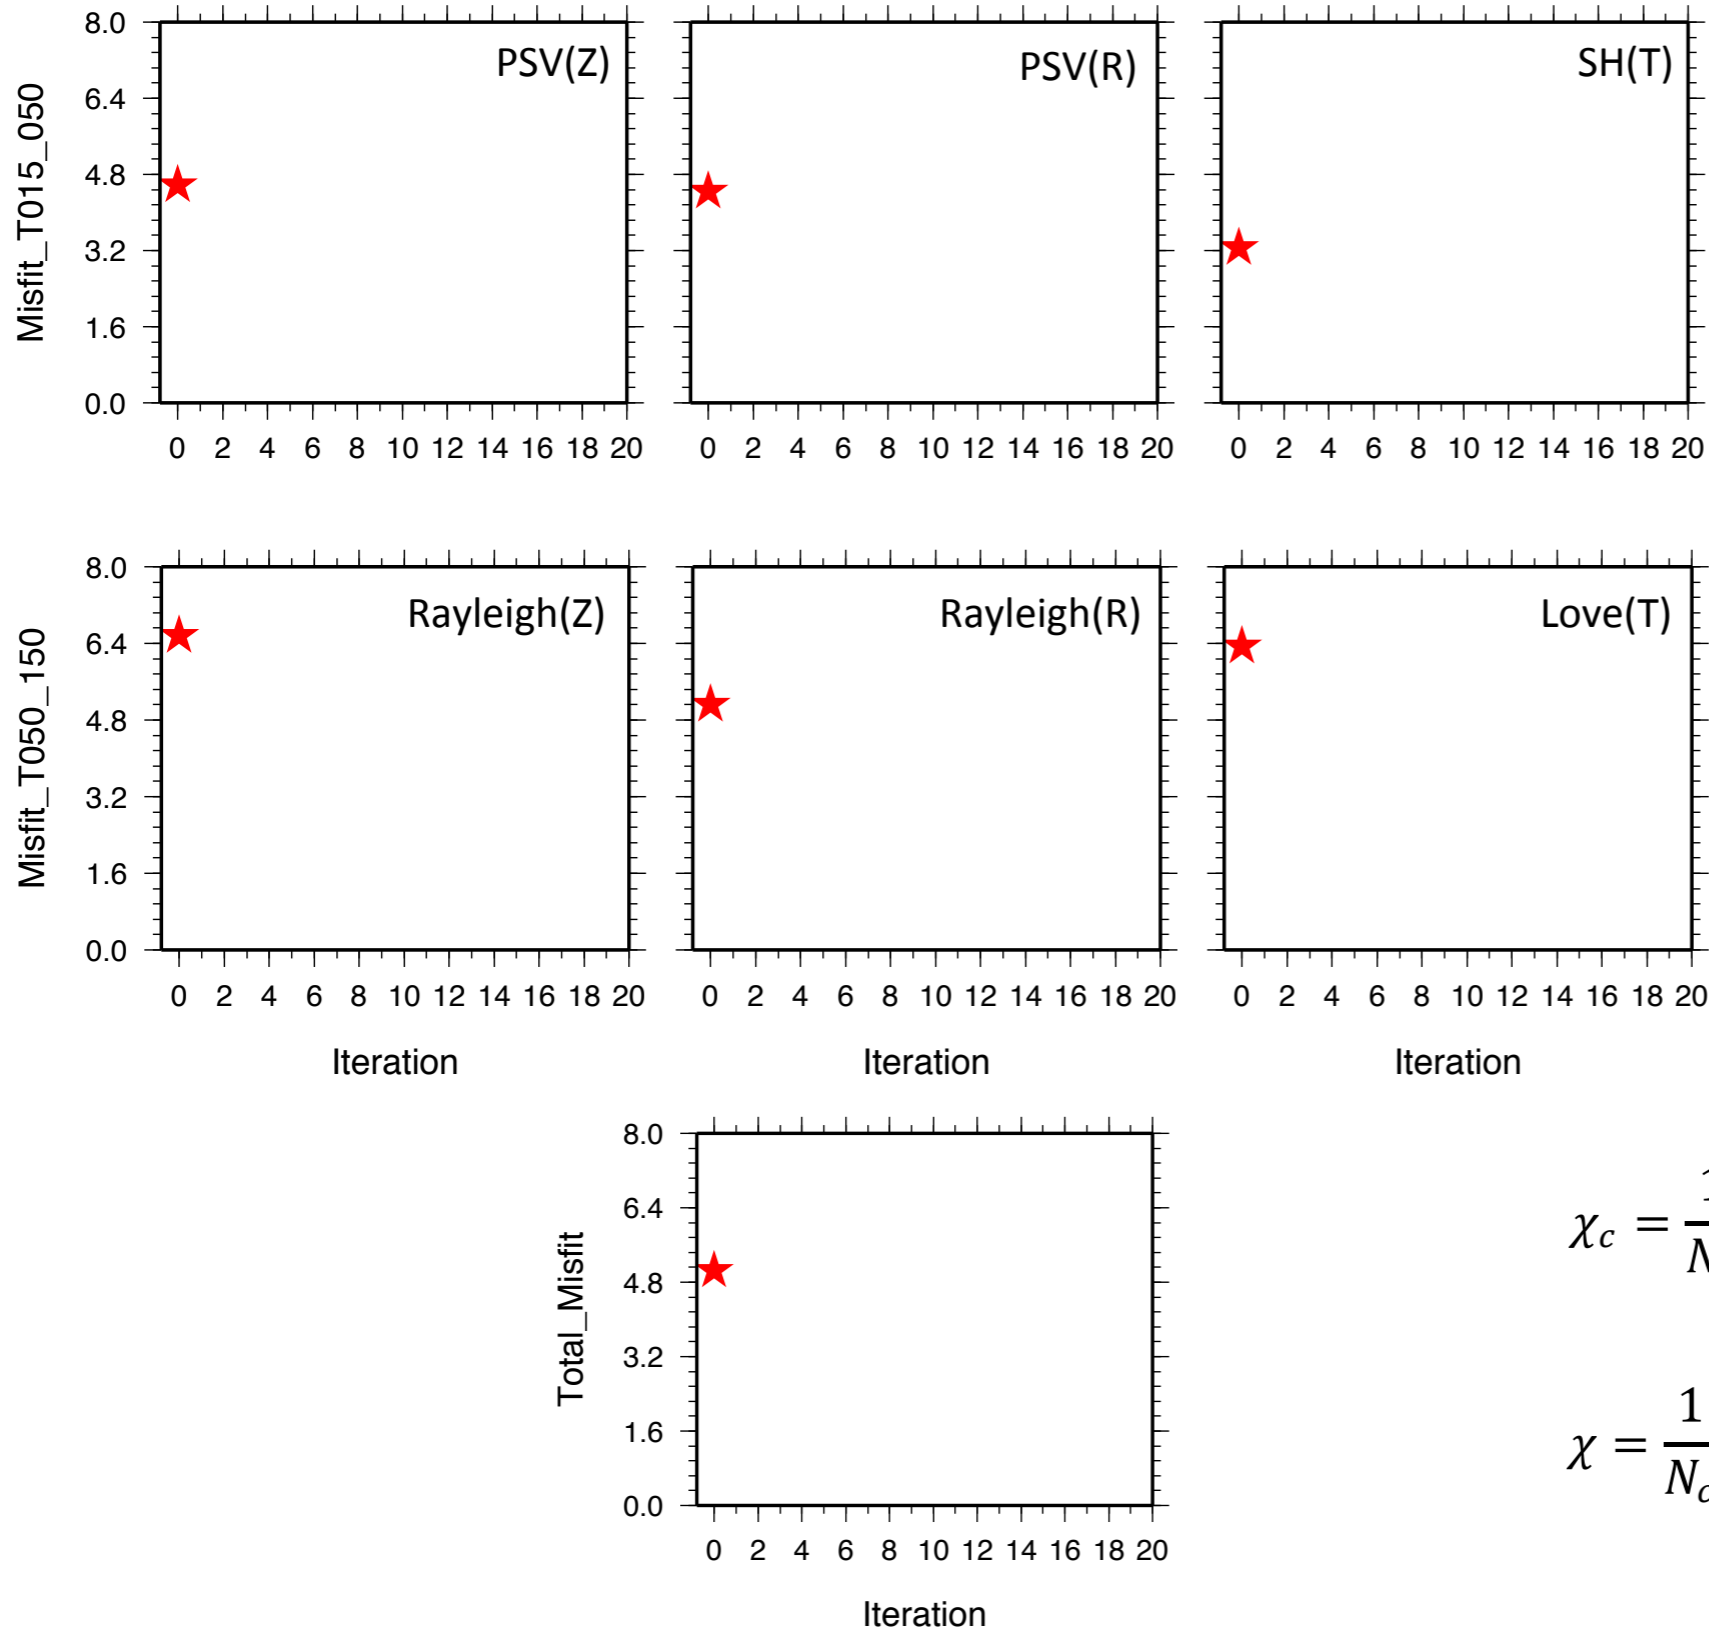 PSV(Z) PSV(R) SH(T)
Misfit_T015_050
8.0
6.4
4.8
3.2
1.6
0.0
0 2 4 6 8 10 12 14 16 18 20
0 2 4 6 8 10 12 14 16 18 20
0 2 4 6 8 10 12 14 16 18 20
Rayleigh(Z) Rayleigh(R) Love(T)
Misfit_T050_150
8.0
6.4
4.8
3.2
1.6
0.0
0 2 4 6 8 10 12 14 16 18 20
0 2 4 6 8 10 12 14 16 18 20
0 2 4 6 8 10 12 14 16 18 20
Iteration Iteration Iteration
Total_Misfit
8.0
6.4
4.8
3.2
1.6
0.0
0 2 4 6 8 10 12 14 16 18 20
Iteration
χc =
χ = 1